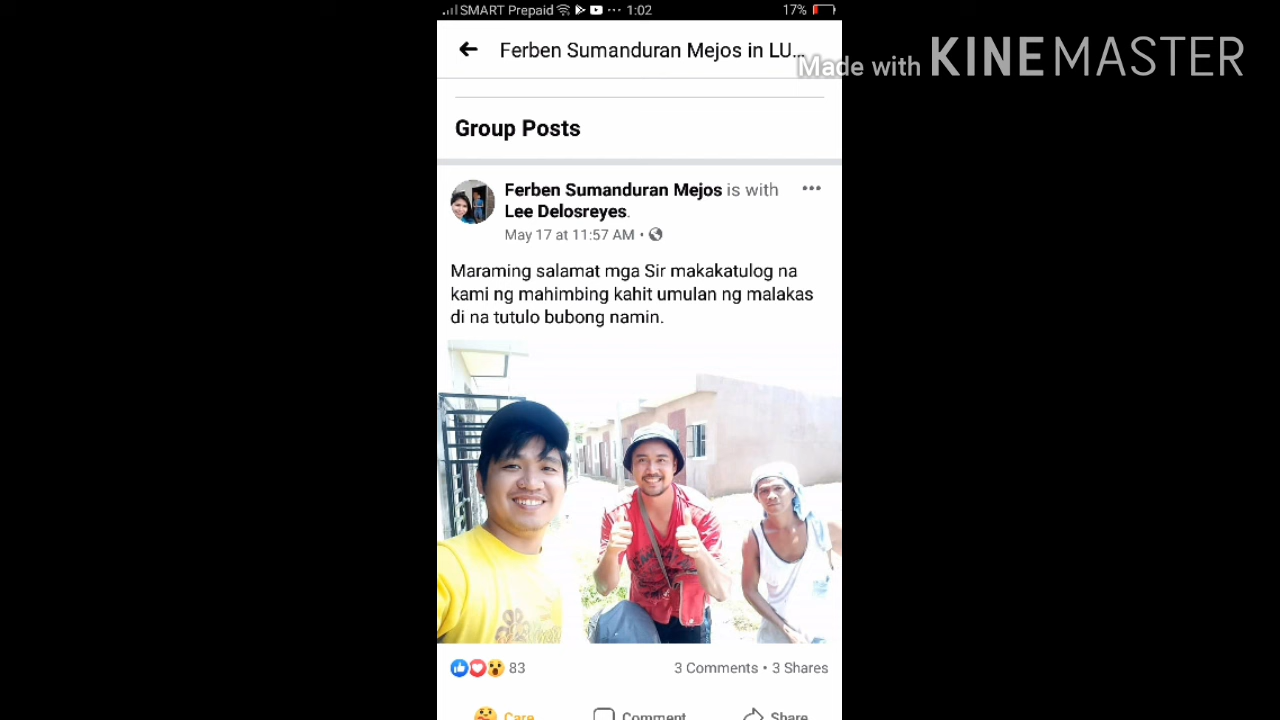 SMART Prepaid ··· 1:02 17%
Ferben Sumanduran Mejos in LU...
Made with KINEMASTER
Group Posts
Ferben Sumanduran Mejos is with
Lee Delosreyes.
May 17 at 11:57 AM •
Maraming salamat mga Sir makakatulog na
kami ng mahimbing kahit umulan ng malakas
di na tutulo bubong namin.
83 3 Comments • 3 Shares
Care Comment Share